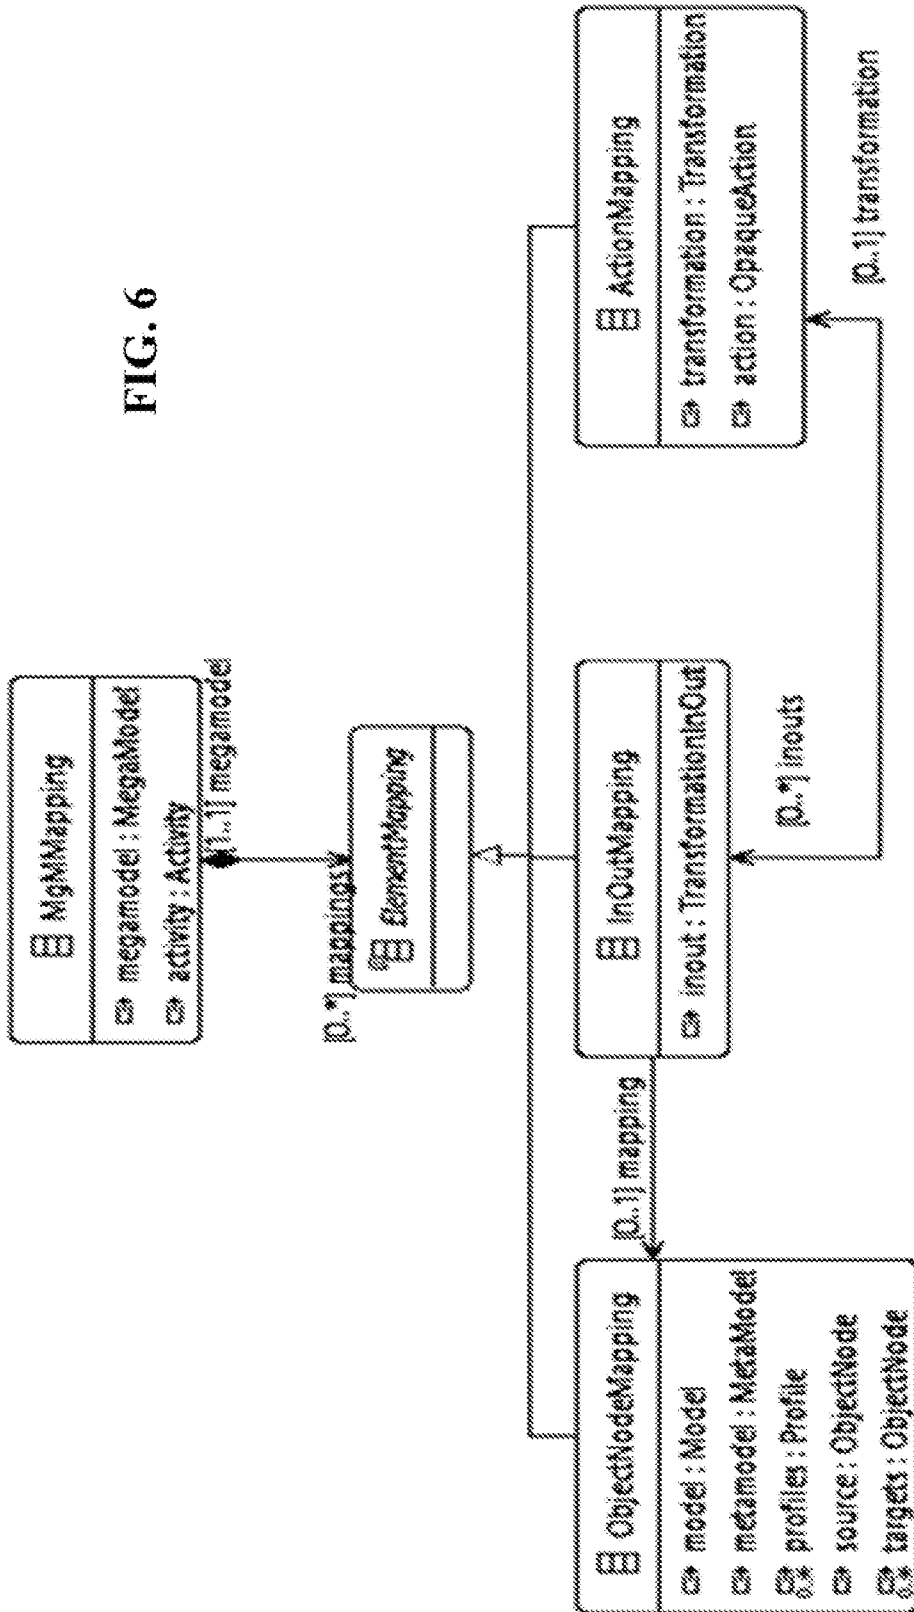 FIG. 6
MgMMapping
megamodel : MegaModel
activity : Activity
[1..1] megamodel
[0..*] mappings
ElementMapping
ObjectNodeMapping
model : Model
metamodel : MetaModel
0..* profiles : Profile
source : ObjectNode
0..* targets : ObjectNode
[0..1] mapping
InOutMapping
inout : TransformationInOut
[0..*] inouts
ActionMapping
transformation : Transformation
action : OpaqueAction
[0..1] transformation